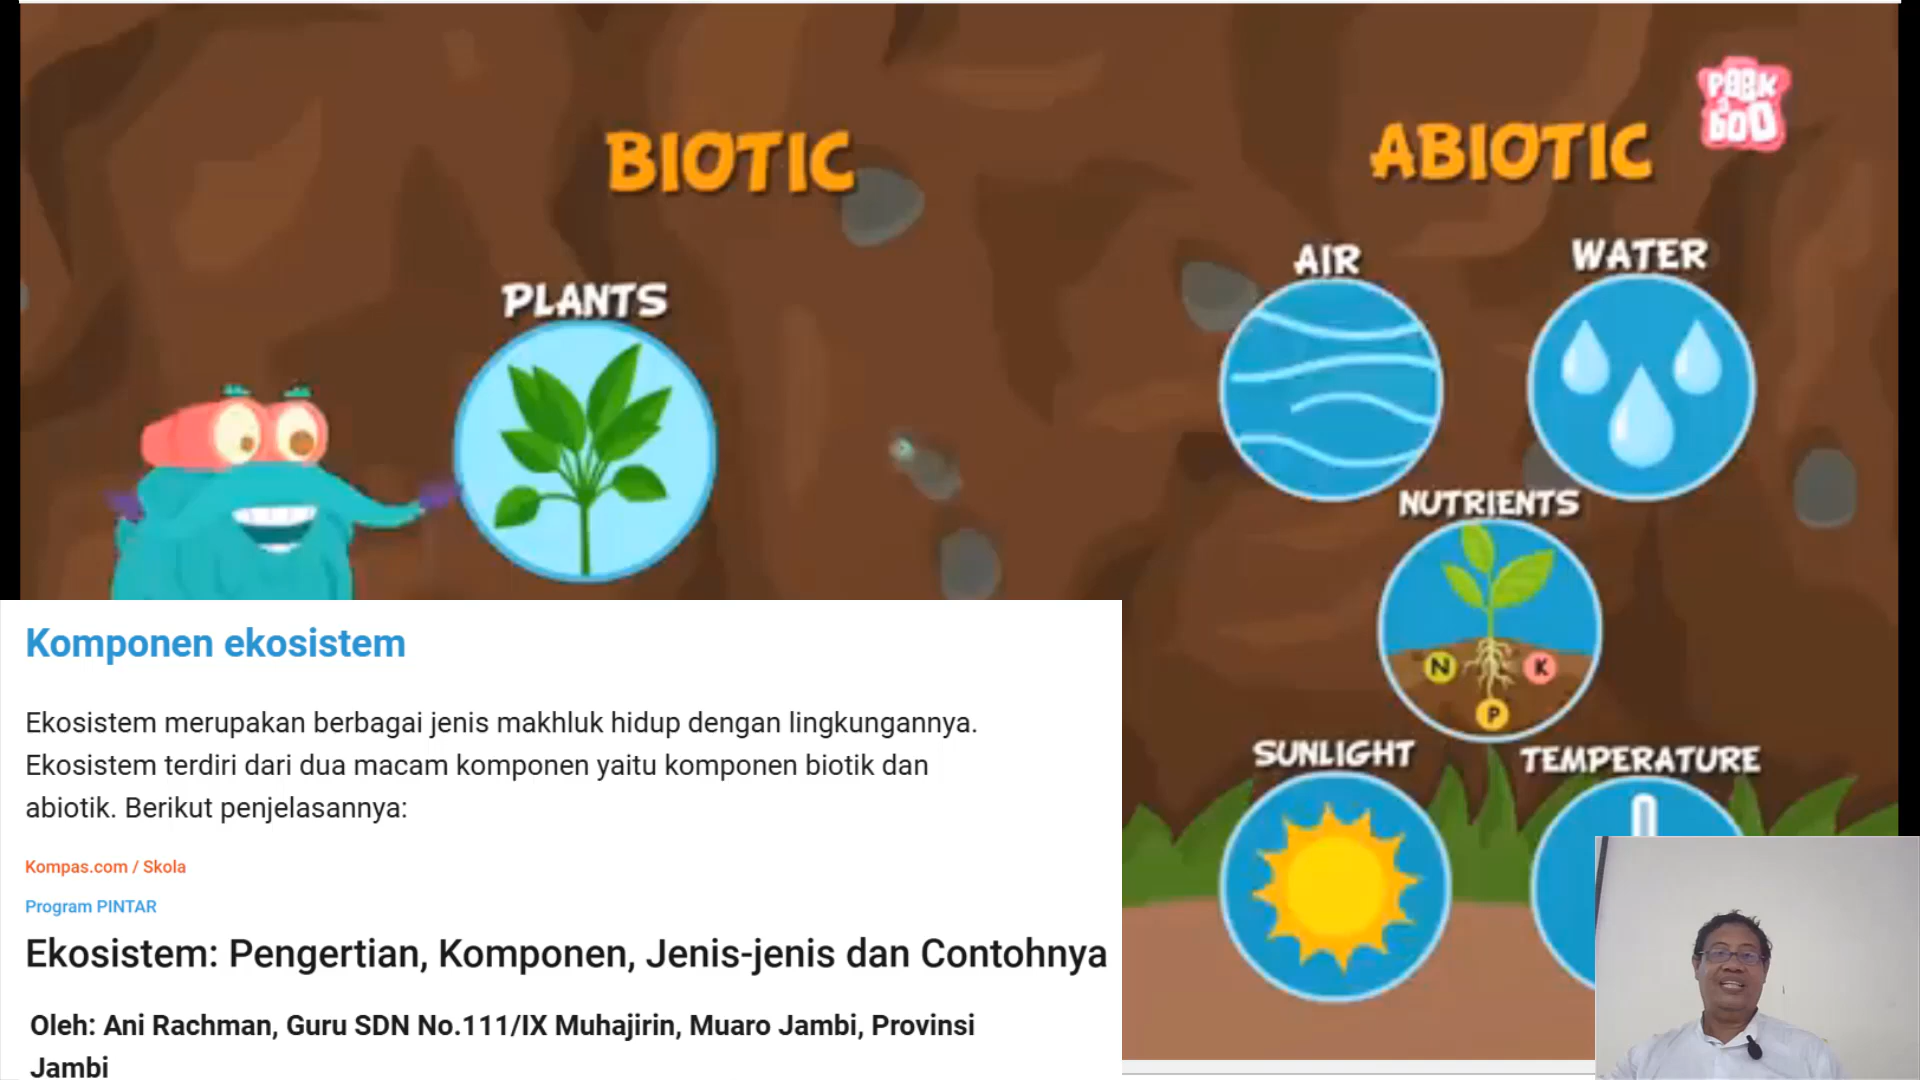 BIOTIC
ABIOTIC
PEEK
a
bOO
PLANTS
AIR
WATER
NUTRIENTS
N
K
P
SUNLIGHT
TEMPERATURE
Komponen ekosistem
Ekosistem merupakan berbagai jenis makhluk hidup dengan lingkungannya.
Ekosistem terdiri dari dua macam komponen yaitu komponen biotik dan
abiotik. Berikut penjelasannya:
Kompas.com / Skola
Program PINTAR
Ekosistem: Pengertian, Komponen, Jenis-jenis dan Contohnya
Oleh: Ani Rachman, Guru SDN No.111/IX Muhajirin, Muaro Jambi, Provinsi
Jambi